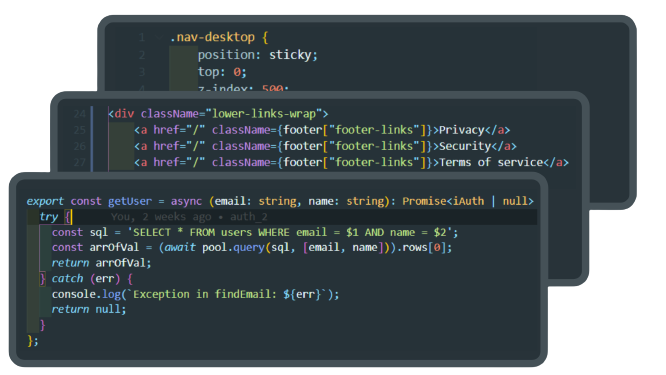 1 .nav-desktop {
2 position: sticky;
3 top: 0;
4 z-index: 500;
24 <div className="lower-links-wrap">
25 <a href="/" className={footer["footer-links"]}>Privacy</a>
26 <a href="/" className={footer["footer-links"]}>Security</a>
27 <a href="/" className={footer["footer-links"]}>Terms of service</a>
export const getUser = async (email: string, name: string): Promise<iAuth | null>
try { You, 2 weeks ago • auth_2
const sql = 'SELECT * FROM users WHERE email = $1 AND name = $2';
const arrOfVal = (await pool.query(sql, [email, name])).rows[0];
return arrOfVal;
} catch (err) {
console.log(`Exception in findEmail: ${err}`);
return null;
}
};